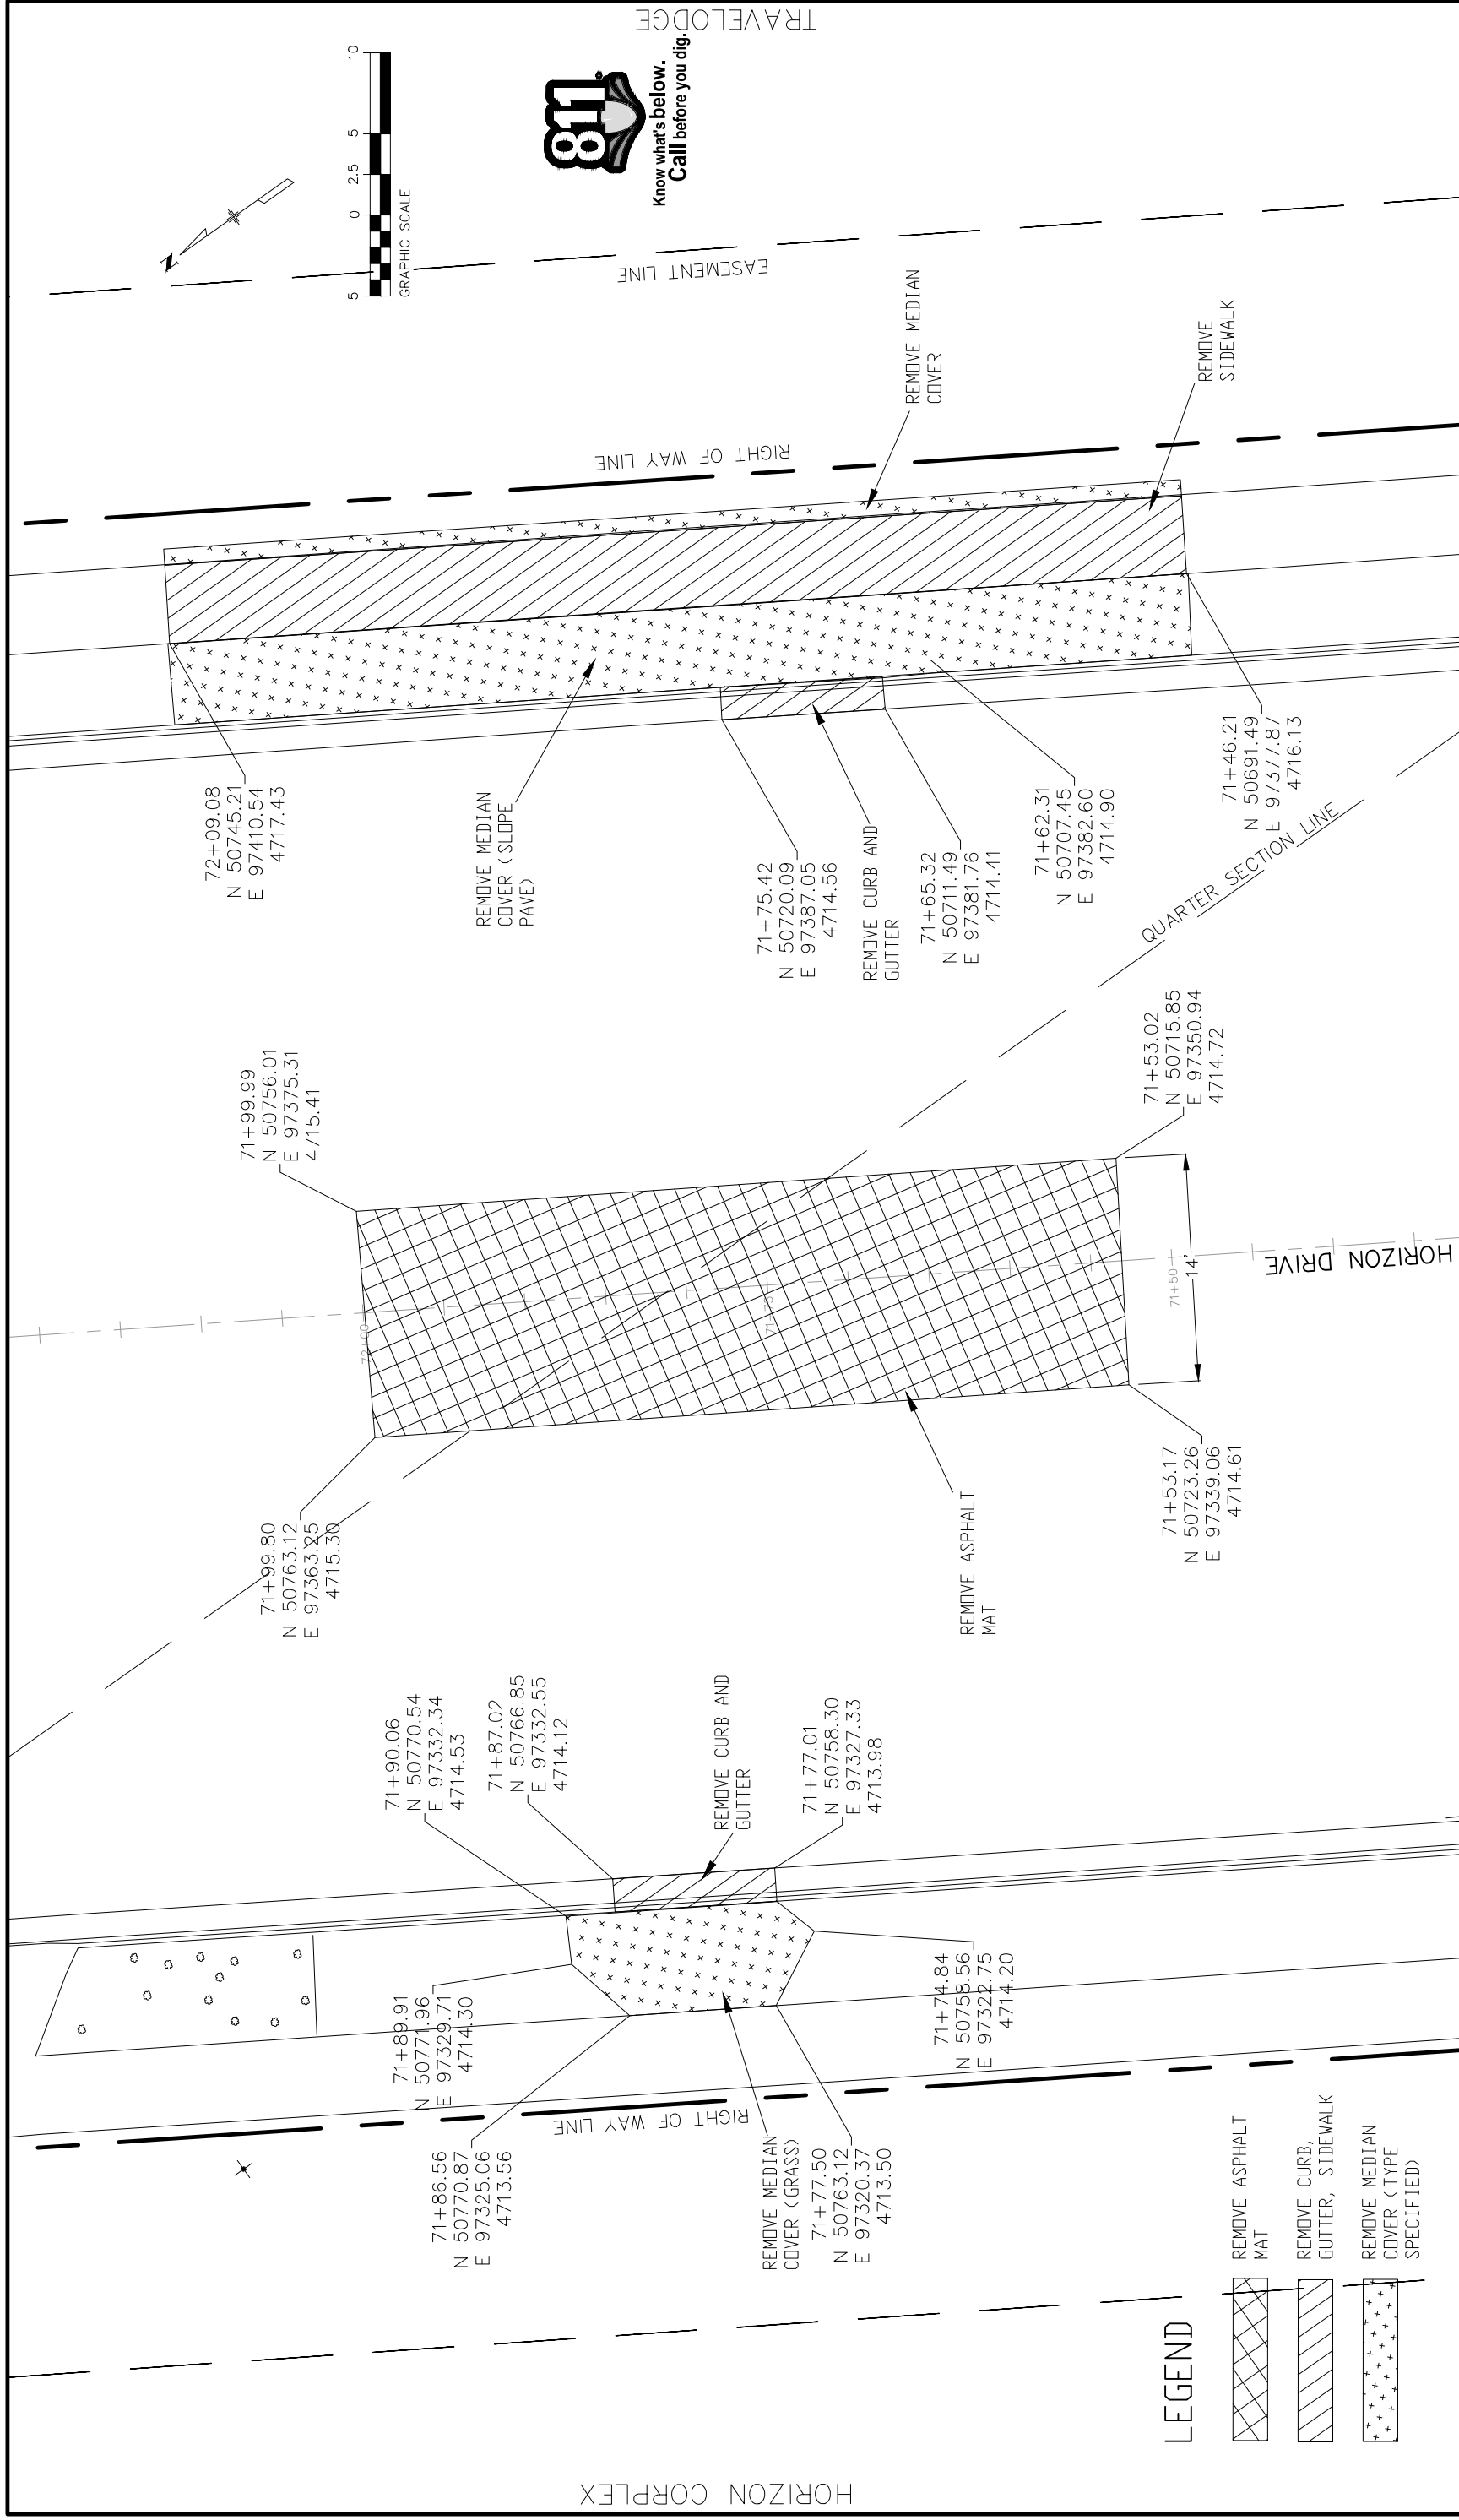 TRAVELODGE
10
5
2.5
0
5
GRAPHIC SCALE
N
811
Know what's below.
Call before you dig.
EASEMENT LINE
REMOVE MEDIAN
COVER
REMOVE
SIDEWALK
RIGHT OF WAY LINE
72+09.08
N 50745.21
E 97410.54
4717.43
REMOVE MEDIAN
COVER (SLOPE
PAVE)
71+75.42
N 50720.09
E 97387.05
4714.56
REMOVE CURB AND
GUTTER
71+65.32
N 50711.49
E 97381.76
4714.41
71+62.31
N 50707.45
E 97382.60
4714.90
71+46.21
N 50691.49
E 97377.87
4716.13
QUARTER SECTION LINE
71+99.99
N 50756.01
E 97375.31
4715.41
71+53.02
N 50715.85
E 97350.94
4714.72
72+00
71+75
71+50
14'
HORIZON DRIVE
71+99.80
N 50763.12
E 97363.25
4715.30
REMOVE ASPHALT
MAT
71+53.17
N 50723.26
E 97339.06
4714.61
71+90.06
N 50770.54
E 97332.34
4714.53
71+87.02
N 50766.85
E 97332.55
4714.12
REMOVE CURB AND
GUTTER
71+77.01
N 50758.30
E 97327.33
4713.98
71+89.91
N 50771.96
E 97329.71
4714.30
71+74.84
N 50758.56
E 97322.75
4714.20
RIGHT OF WAY LINE
71+86.56
N 50770.87
E 97325.06
4713.56
REMOVE MEDIAN
COVER (GRASS)
71+77.50
N 50763.12
E 97320.37
4713.50
LEGEND
REMOVE ASPHALT
MAT
REMOVE CURB,
GUTTER, SIDEWALK
REMOVE MEDIAN
COVER (TYPE
SPECIFIED)
HORIZON CORPLEX